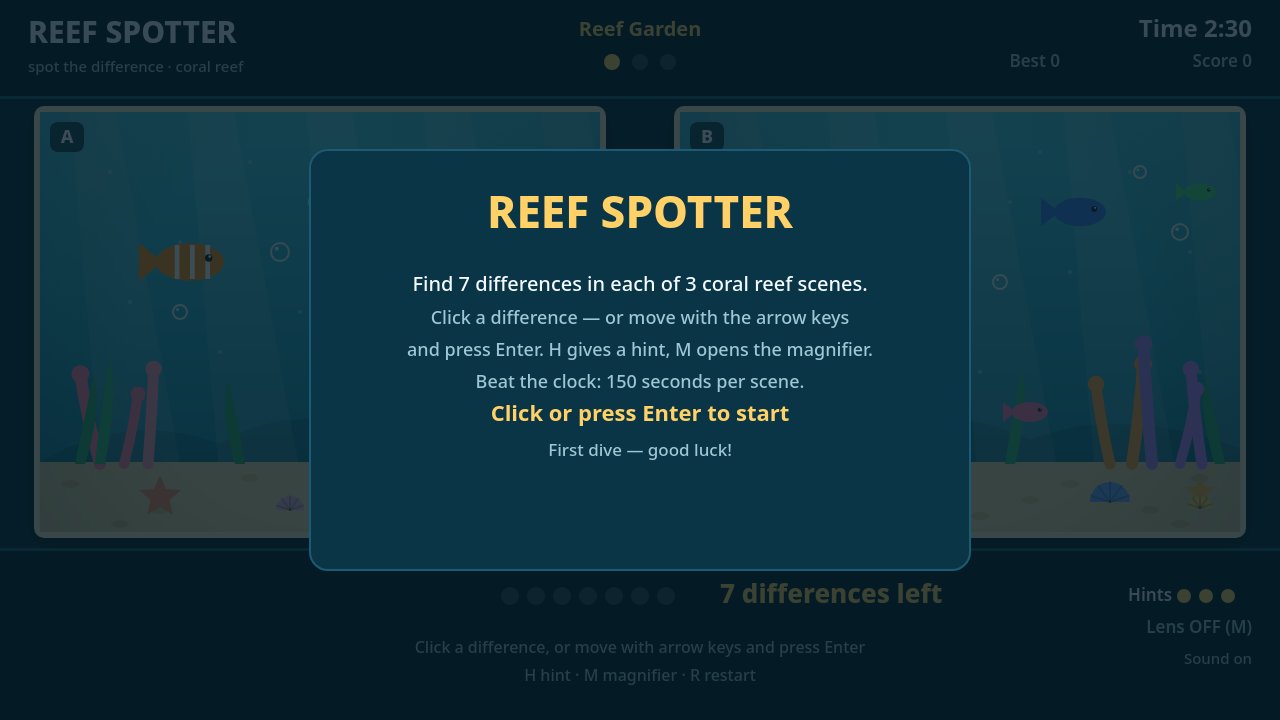 REEF SPOTTER
spot the difference · coral reef
Reef Garden
Time 2:30
Best 0
Score 0
A
B
REEF SPOTTER
Find 7 differences in each of 3 coral reef scenes.
Click a difference — or move with the arrow keys
and press Enter. H gives a hint, M opens the magnifier.
Beat the clock: 150 seconds per scene.
Click or press Enter to start
First dive — good luck!
7 differences left
Hints
Lens OFF (M)
Sound on
Click a difference, or move with arrow keys and press Enter
H hint · M magnifier · R restart